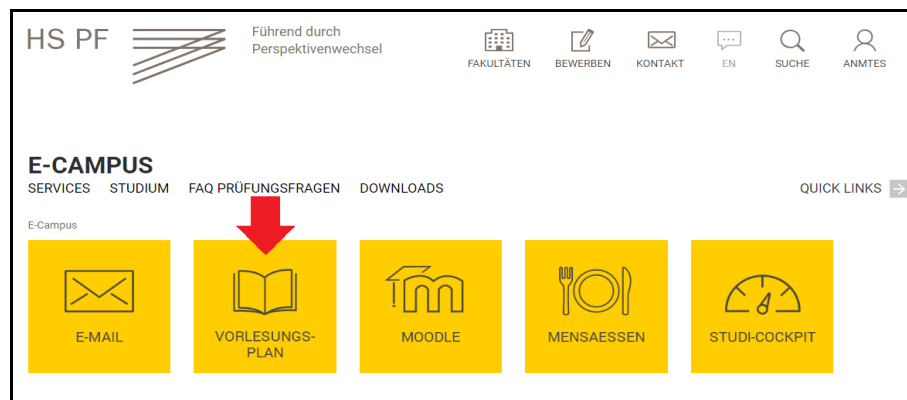 HS PF
Führend durch
Perspektivenwechsel
FAKULTÄTEN BEWERBEN KONTAKT EN SUCHE ANMTES
E-CAMPUS
SERVICES STUDIUM FAQ PRÜFUNGSFRAGEN DOWNLOADS QUICK LINKS
E-Campus
E-MAIL
VORLESUNGS-
PLAN
MOODLE
MENSAESSEN
STUDI-COCKPIT